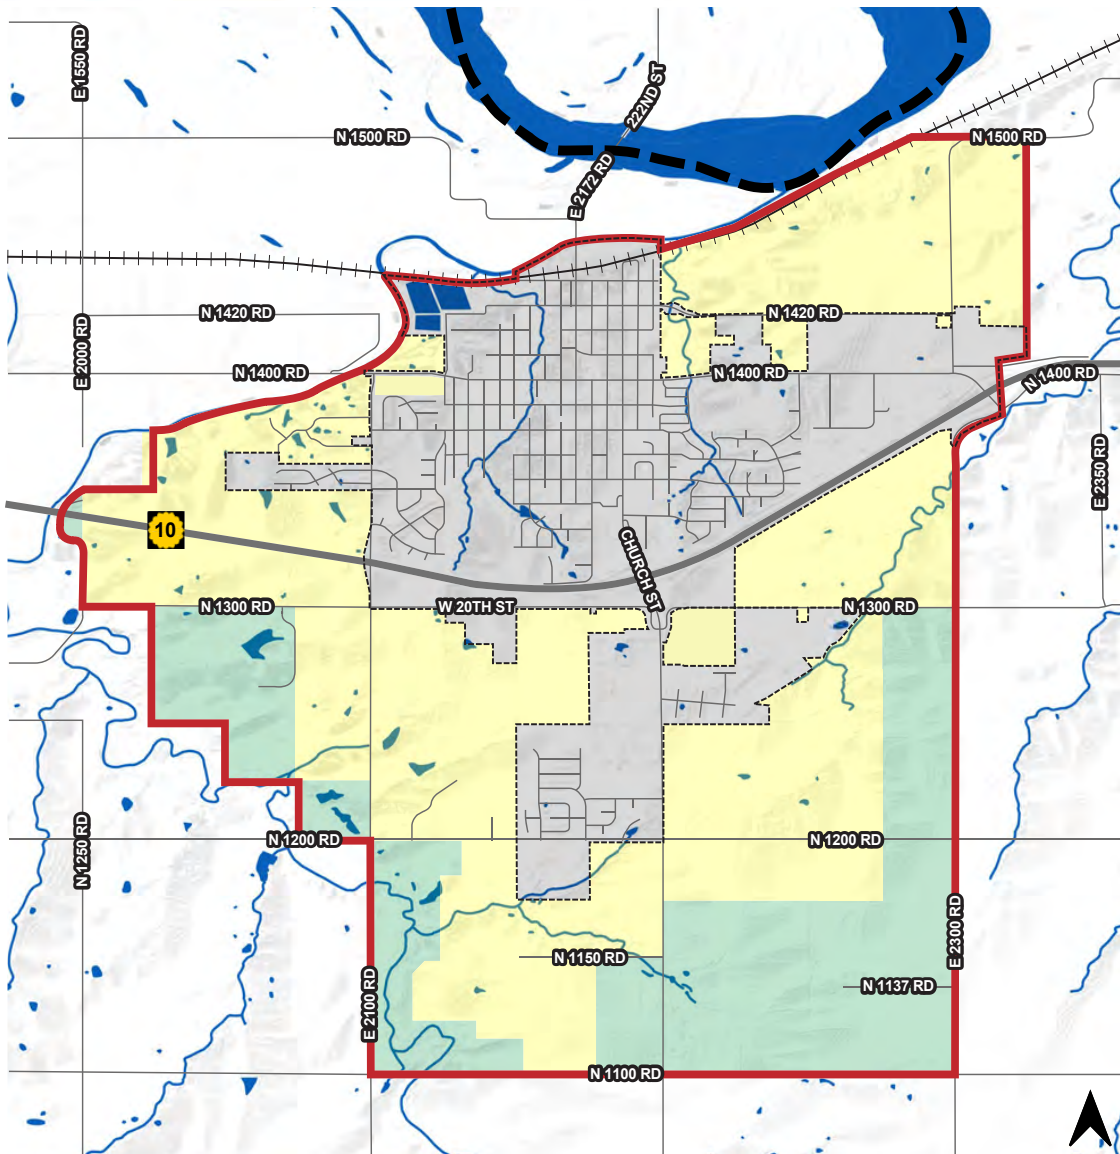 E 1550 RD
222ND ST
N 1500 RD
N 1500 RD
E 2172 RD
N 1420 RD
N 1420 RD
E 2000 RD
N 1400 RD
N 1400 RD
N 1400 RD
E 2350 RD
10
CHURCH ST
N 1300 RD
W 20TH ST
N 1300 RD
N 1250 RD
N 1200 RD
N 1200 RD
E 2300 RD
N 1150 RD
E 2100 RD
N 1137 RD
N 1100 RD